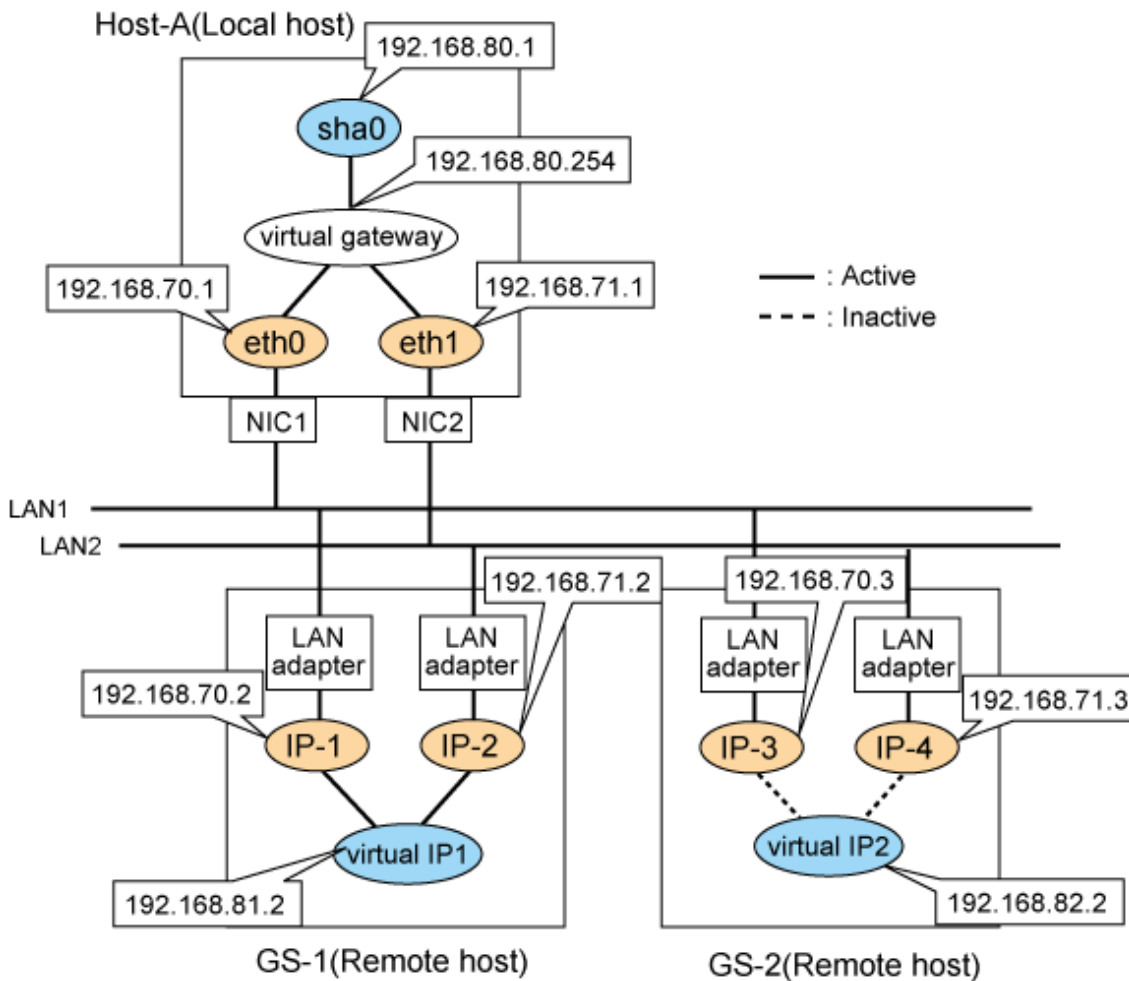 Host-A(Local host)
192.168.80.1
sha0
192.168.80.254
virtual gateway
192.168.70.1
192.168.71.1
: Active
: Inactive
eth0
eth1
NIC1
NIC2
LAN1
LAN2
192.168.71.2
192.168.70.3
LAN
adapter
LAN
adapter
LAN
adapter
LAN
adapter
192.168.70.2
192.168.71.3
IP-1
IP-2
IP-3
IP-4
virtual IP1
virtual IP2
192.168.81.2
192.168.82.2
GS-1(Remote host)
GS-2(Remote host)